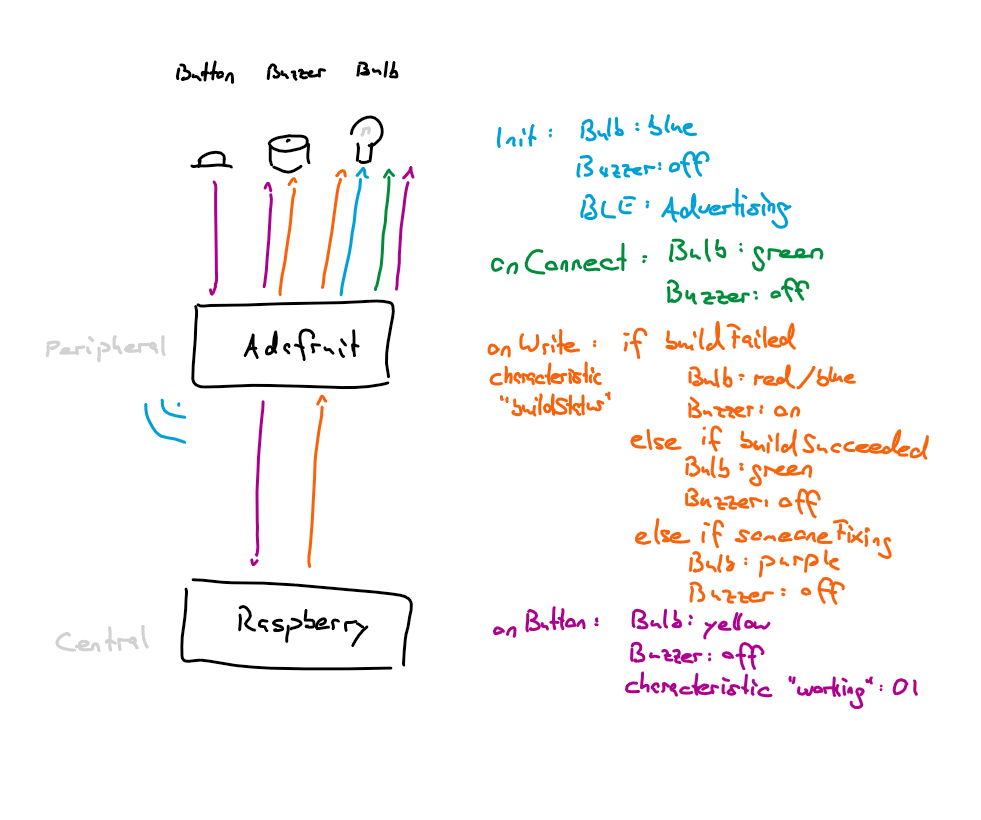 Button Buzzer Bulb
Init: Bulb: blue
Buzzer: off
BLE: Advertising
onConnect: Bulb: green
Buzzer: off
Peripheral
Adafruit
onWrite: if buildFailed
characteristic
"buildStatus"
Bulb: red/blue
Buzzer: on
else if buildSucceeded
Bulb: green
Buzzer: off
else if someoneFixing
Bulb: purple
Buzzer: off
Central
Raspberry
onButton: Bulb: yellow
Buzzer: off
characteristic "working": 01